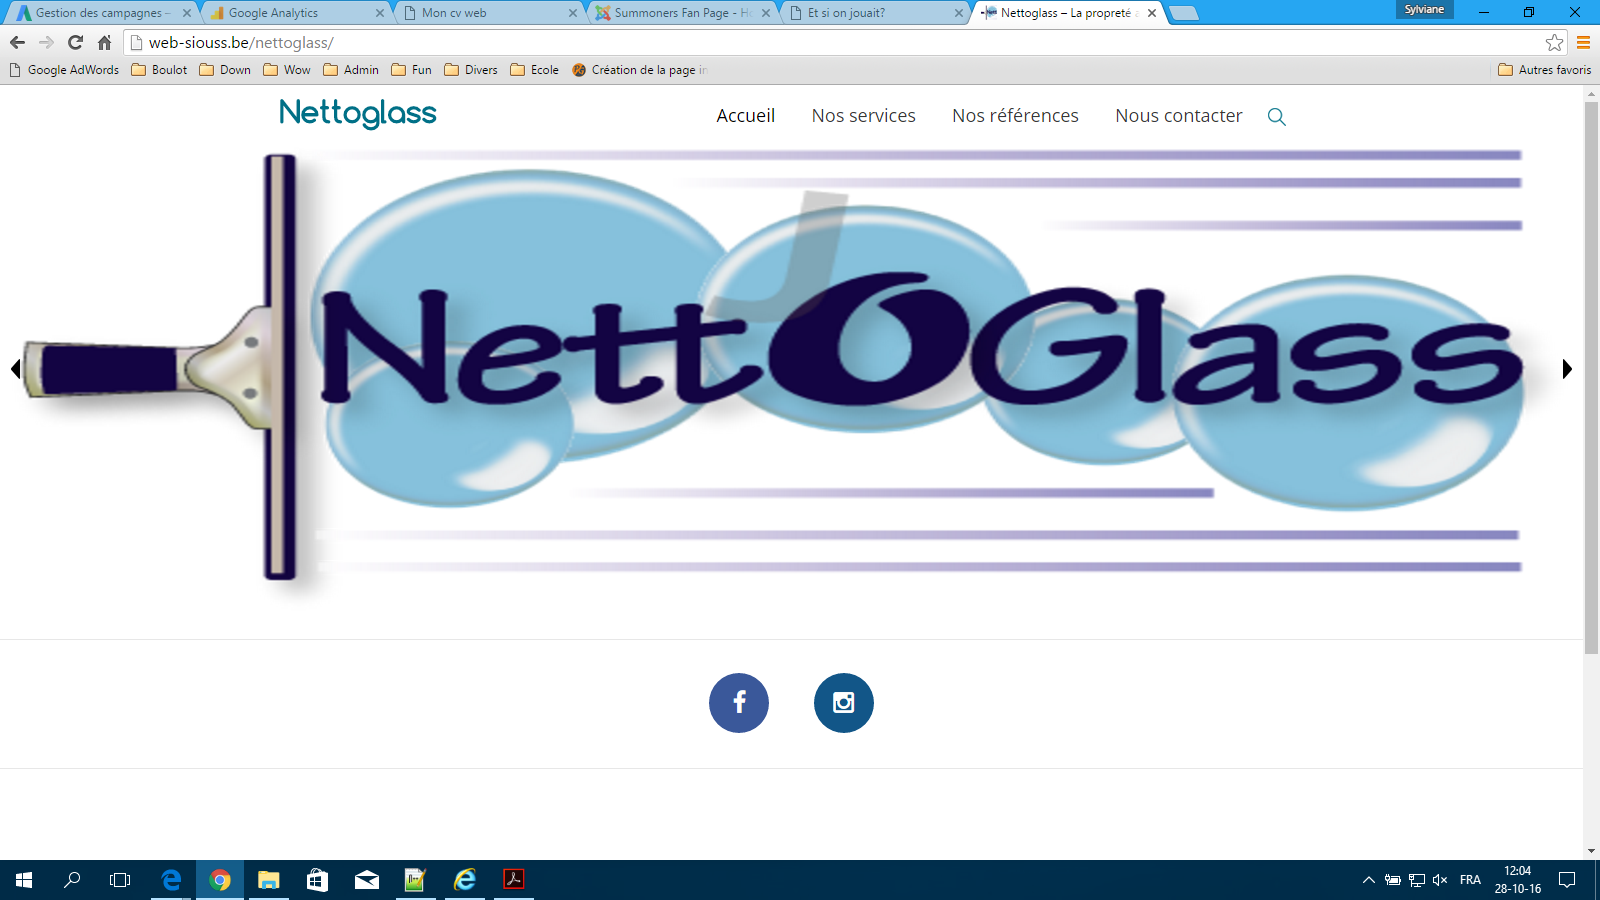 Gestion des campagnes –
Google Analytics
Mon cv web
Summoners Fan Page - H
Et si on jouait?
Nettoglass – La propreté a
Sylviane
web-siouss.be/nettoglass/
Google AdWords
Boulot
Down
Wow
Admin
Fun
Divers
Ecole
Création de la page in
Autres favoris
Nettoglass
Accueil
Nos services
Nos références
Nous contacter
J
NettOGlass
FRA
12:04
28-10-16